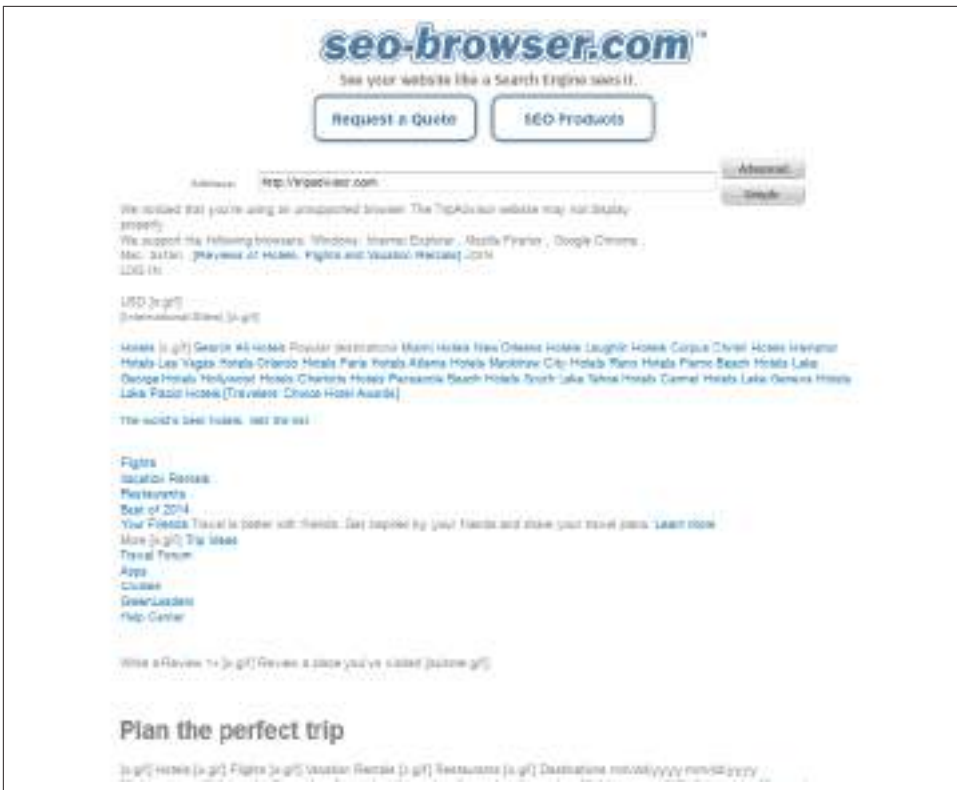 seo-browser.com™
See your website like a Search Engine sees it.
Request a Quote
SEO Products
Advanced
Address: http://tripadvisor.com
Simple
We noticed that you're using an unsupported browser. The TripAdvisor website may not display
properly.
We support the following browsers: Windows: Internet Explorer , Mozilla Firefox , Google Chrome .
Mac: Safari . [Reviews of Hotels, Flights and Vacation Rentals] JOIN
LOG IN
USD [x.gif]
[International Sites] [x.gif]
Hotels [x.gif] Search All Hotels Popular destinations Miami Hotels New Orleans Hotels Laughlin Hotels Corpus Christi Hotels Hampton
Hotels Las Vegas Hotels Orlando Hotels Paris Hotels Atlanta Hotels Mackinaw City Hotels Reno Hotels Pismo Beach Hotels Lake
George Hotels Hollywood Hotels Charlotte Hotels Pensacola Beach Hotels South Lake Tahoe Hotels Carmel Hotels Lake Geneva Hotels
Lake Placid Hotels [Travelers' Choice Hotel Awards]
The world's best hotels. See the list
Flights
Vacation Rentals
Restaurants
Best of 2014
Your Friends Travel is better with friends. Get inspired by your friends and share your travel plans. Learn more
More [x.gif] Trip Ideas
Travel Forum
Apps
Cruises
GreenLeaders
Help Center
Write a Review [x.gif] Review a place you've visited
Plan the perfect trip
[x.gif] Hotels [x.gif] Flights [x.gif] Vacation Rentals [x.gif] Restaurants [x.gif] Destinations mm/dd/yyyy mm/dd/yyyy